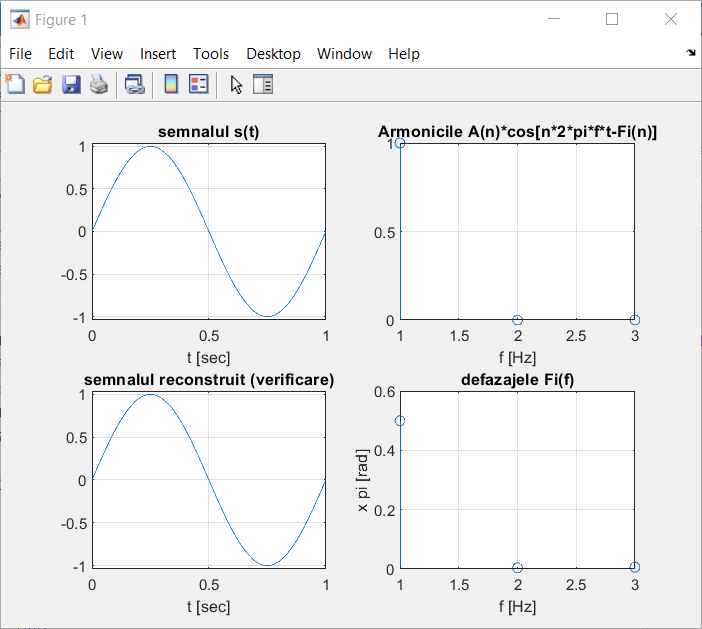 Figure 1
File Edit View Insert Tools Desktop Window Help
semnalul s(t)
1
0.5
0
-0.5
-1
0 0.5 1
t [sec]
Armonicile A(n)*cos[n*2*pi*f*t-Fi(n)]
1
0.5
0
1 1.5 2 2.5 3
f [Hz]
semnalul reconstruit (verificare)
1
0.5
0
-0.5
-1
0 0.5 1
t [sec]
defazajele Fi(f)
x pi [rad]
0.6
0.4
0.2
0
1 1.5 2 2.5 3
f [Hz]